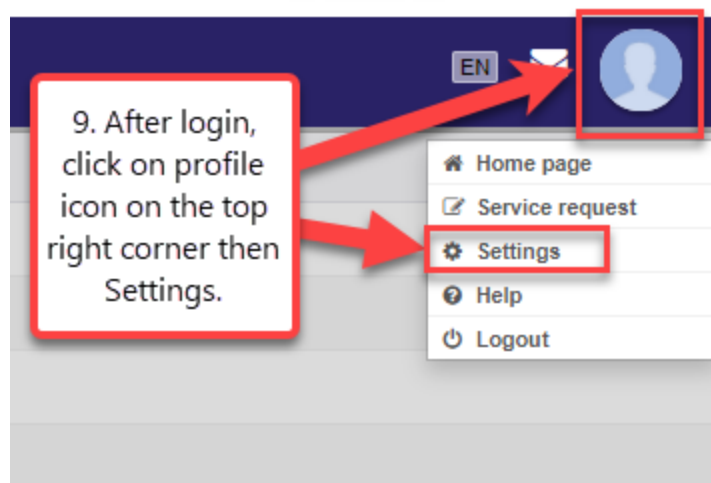 EN
9. After login,
click on profile
icon on the top
right corner then
Settings.
Home page
Service request
Settings
Help
Logout